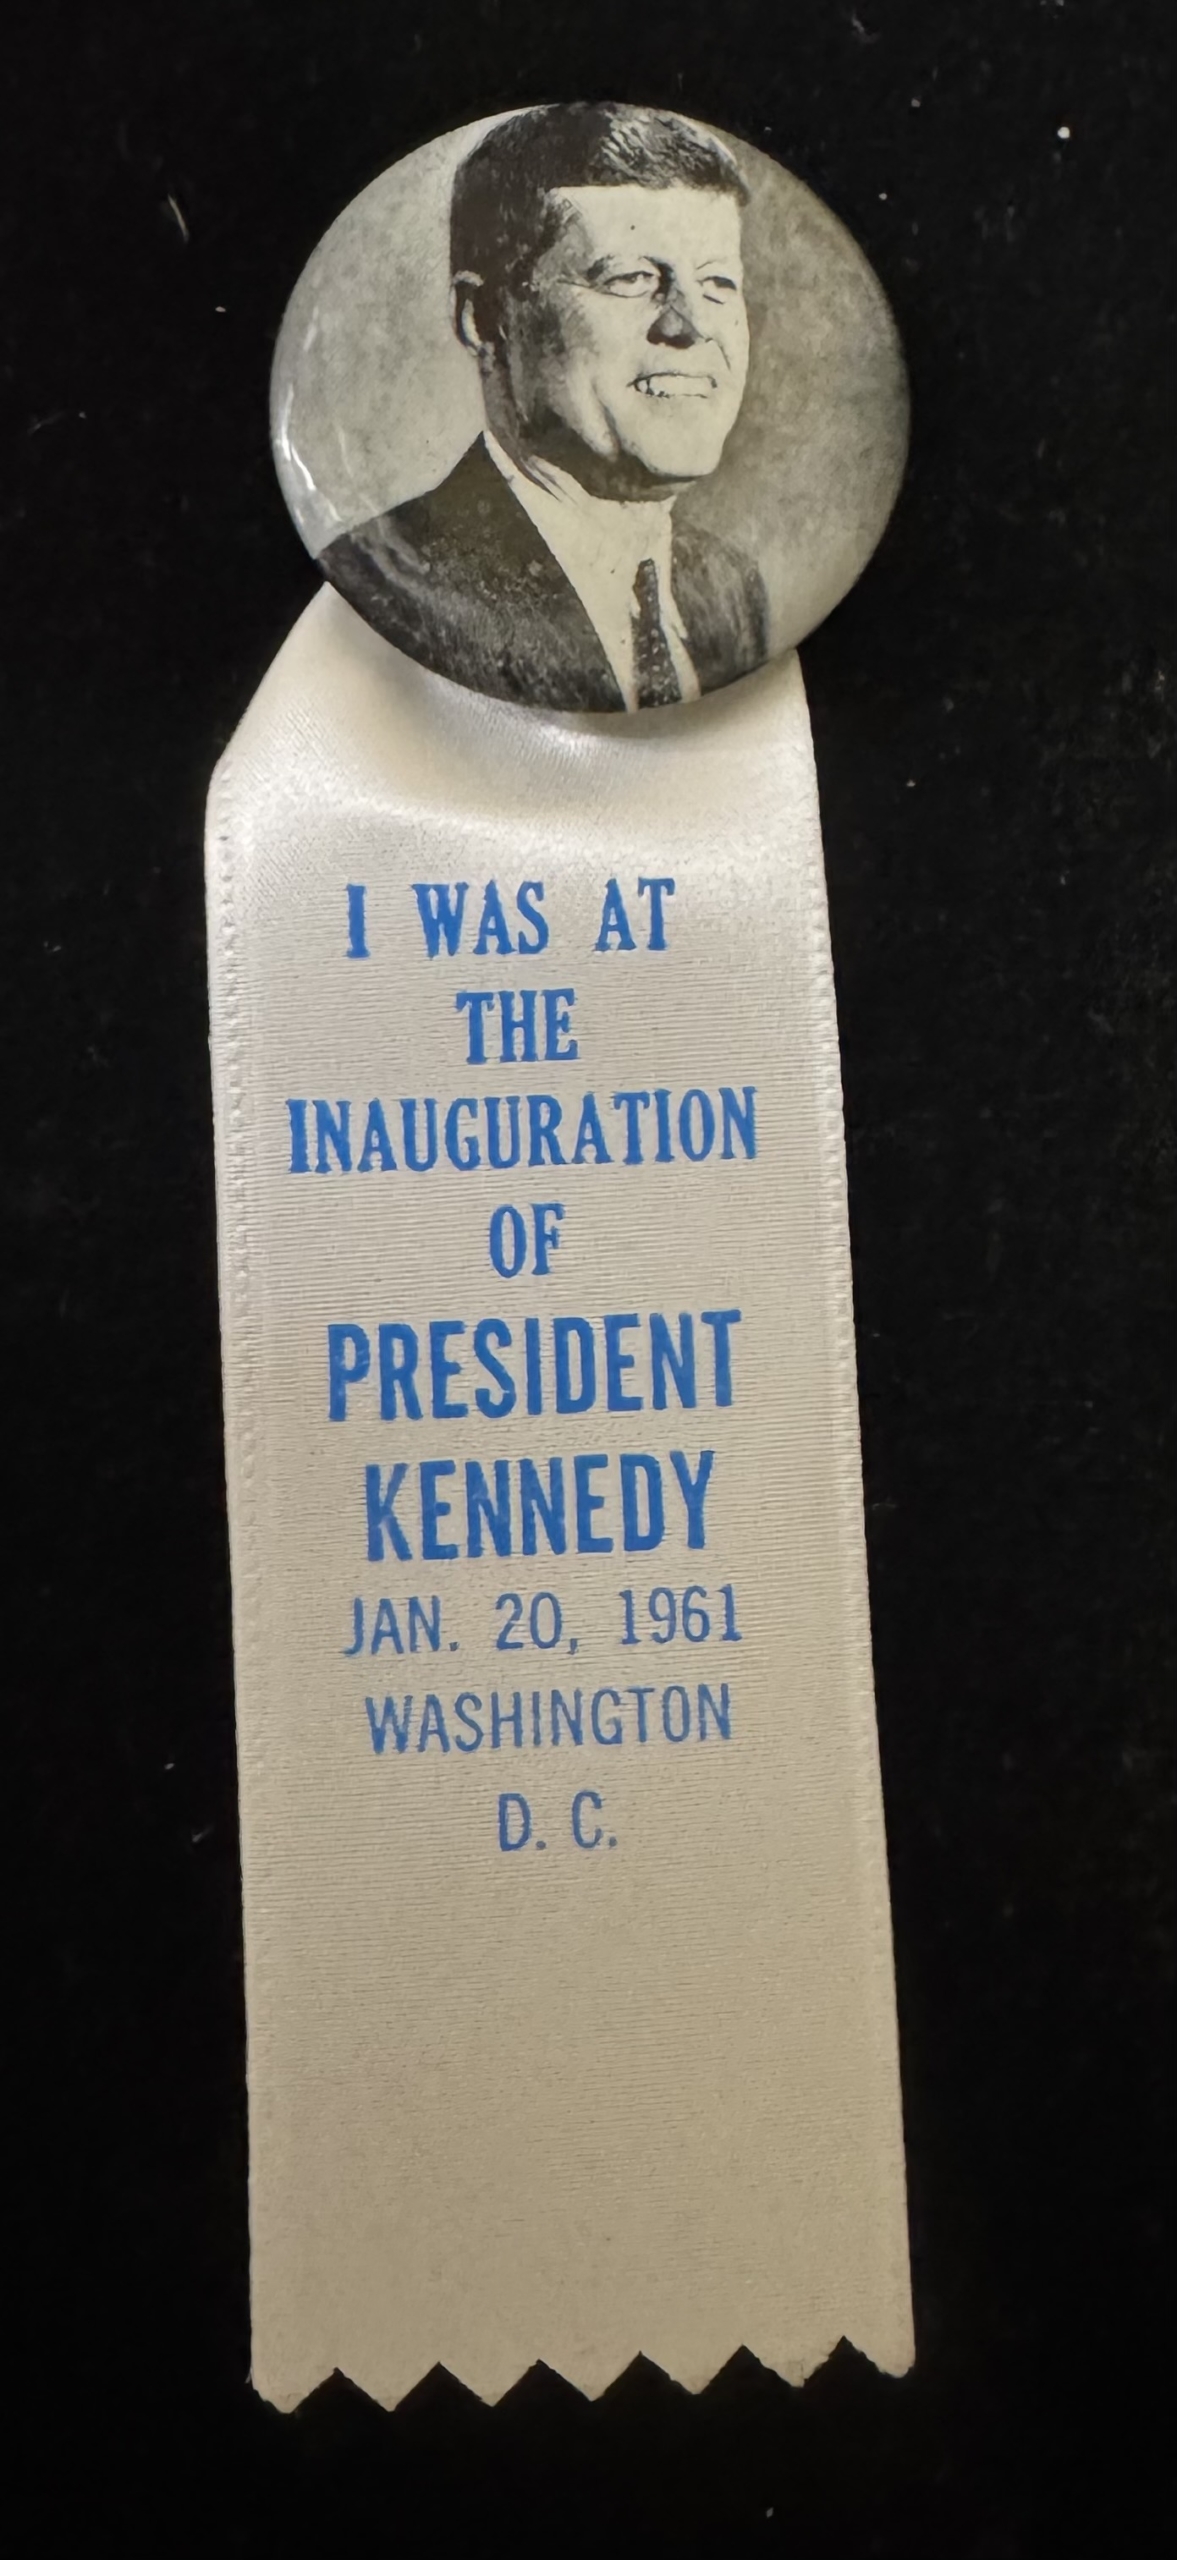 I WAS AT
THE
INAUGURATION
OF
PRESIDENT
KENNEDY
JAN. 20, 1961
WASHINGTON
D. C.